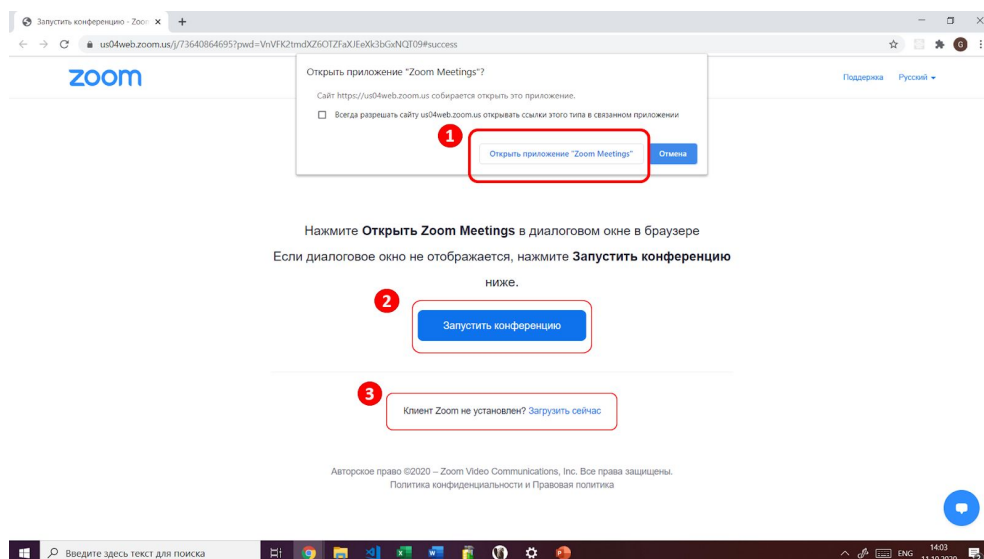 Запустить конференцию - Zoo
us04web.zoom.us/j/73640864695?pwd=VnVFK2tmdXZ6OTZFaXJEeXk3bGxNQT09#success
G
zoom
Поддержка Русский
Открыть приложение "Zoom Meetings"?
Сайт https://us04web.zoom.us собирается открыть это приложение.
Всегда разрешать сайту us04web.zoom.us открывать ссылки этого типа в связанном приложении
1
Открыть приложение "Zoom Meetings" Отмена
Нажмите Открыть Zoom Meetings в диалоговом окне в браузере
Если диалоговое окно не отображается, нажмите Запустить конференцию
ниже.
2
Запустить конференцию
3
Клиент Zoom не установлен? Загрузить сейчас
Авторское право ©2020 – Zoom Video Communications, Inc. Все права защищены.
Политика конфиденциальности и Правовая политика
Введите здесь текст для поиска
ENG
14:03
11.10.2020